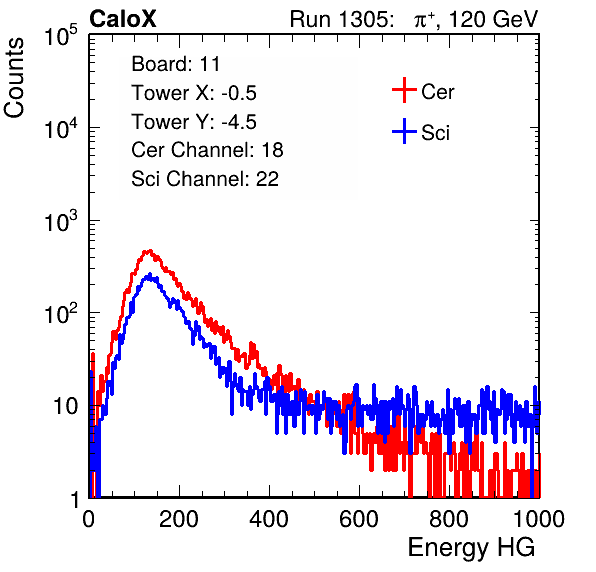 CaloX Run 1305: π⁺, 120 GeV
Counts
Board: 11
Tower X: -0.5
Tower Y: -4.5
Cer Channel: 18
Sci Channel: 22
Cer
Sci
10⁵
10⁴
10³
10²
10
1
0 200 400 600 800 1000
Energy HG